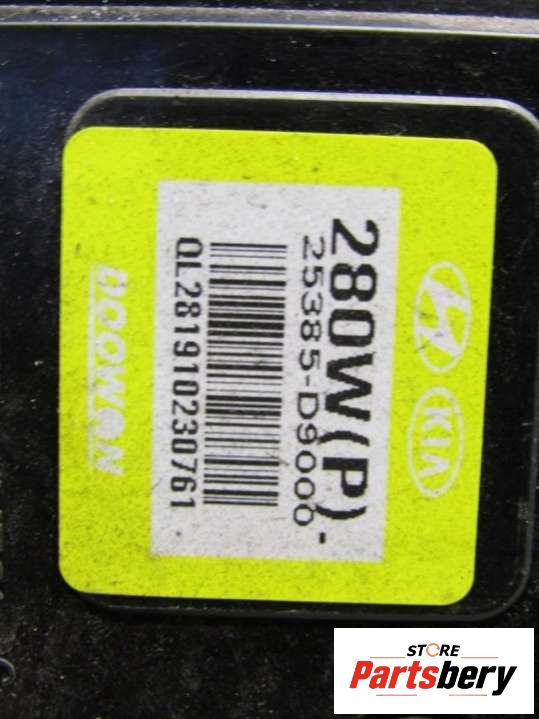 KIA
280W(P)-
25385-D9000
QL281910230761
DOOWON
STORE
Partsbery